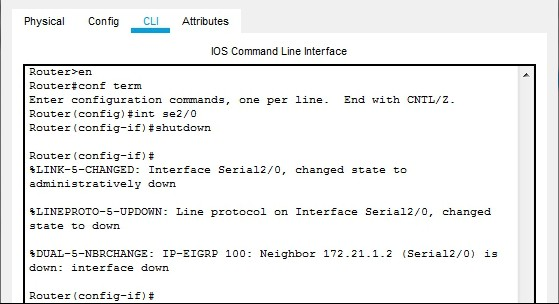 Physical Config CLI Attributes
IOS Command Line Interface
Router>en
Router#conf term
Enter configuration commands, one per line.  End with CNTL/Z.
Router(config)#int se2/0
Router(config-if)#shutdown
Router(config-if)#
%LINK-5-CHANGED: Interface Serial2/0, changed state to
administratively down
%LINEPROTO-5-UPDOWN: Line protocol on Interface Serial2/0, changed
state to down
%DUAL-5-NBRCHANGE: IP-EIGRP 100: Neighbor 172.21.1.2 (Serial2/0) is
down: interface down
Router(config-if)#